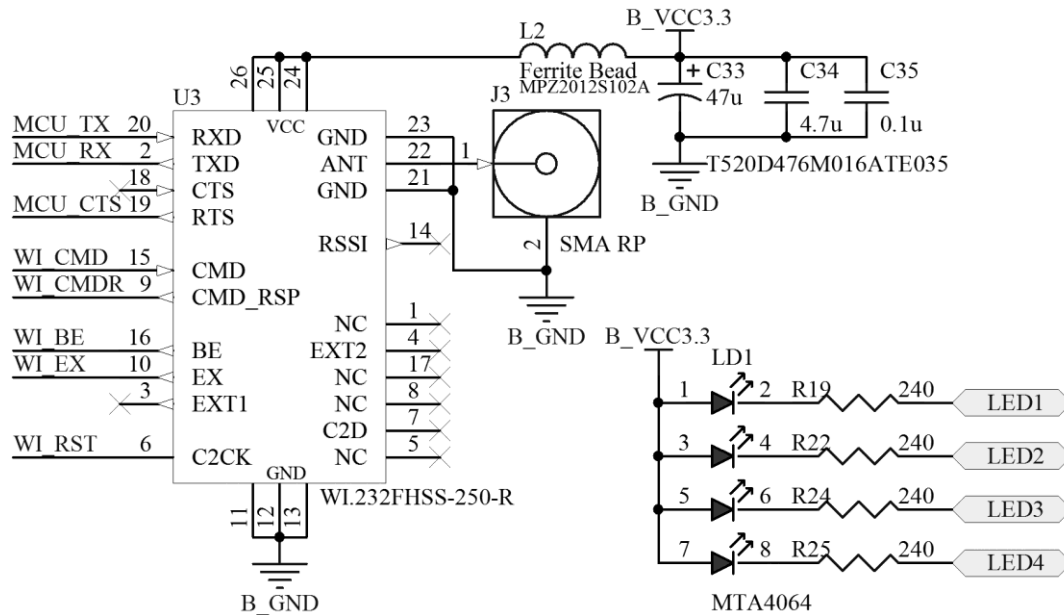 B_VCC3.3
L2
Ferrite Bead
MPZ2012S102A
+ C33
47u
C34
4.7u
C35
0.1u
T520D476M016ATE035
B_GND
26
25
24
U3
VCC
MCU_TX 20 RXD
MCU_RX 2 TXD
18 CTS
MCU_CTS 19 RTS
WI_CMD 15 CMD
WI_CMDR 9 CMD_RSP
WI_BE 16 BE
WI_EX 10 EX
3 EXT1
WI_RST 6 C2CK
GND 23
ANT 22
GND 21
RSSI 14
NC 1
EXT2 4
NC 17
NC 8
C2D 7
NC 5
GND
WI.232FHSS-250-R
11
12
13
B_GND
J3
1
2
SMA RP
B_GND
B_VCC3.3
LD1
1 2 R19 240 LED1
3 4 R22 240 LED2
5 6 R24 240 LED3
7 8 R25 240 LED4
MTA4064